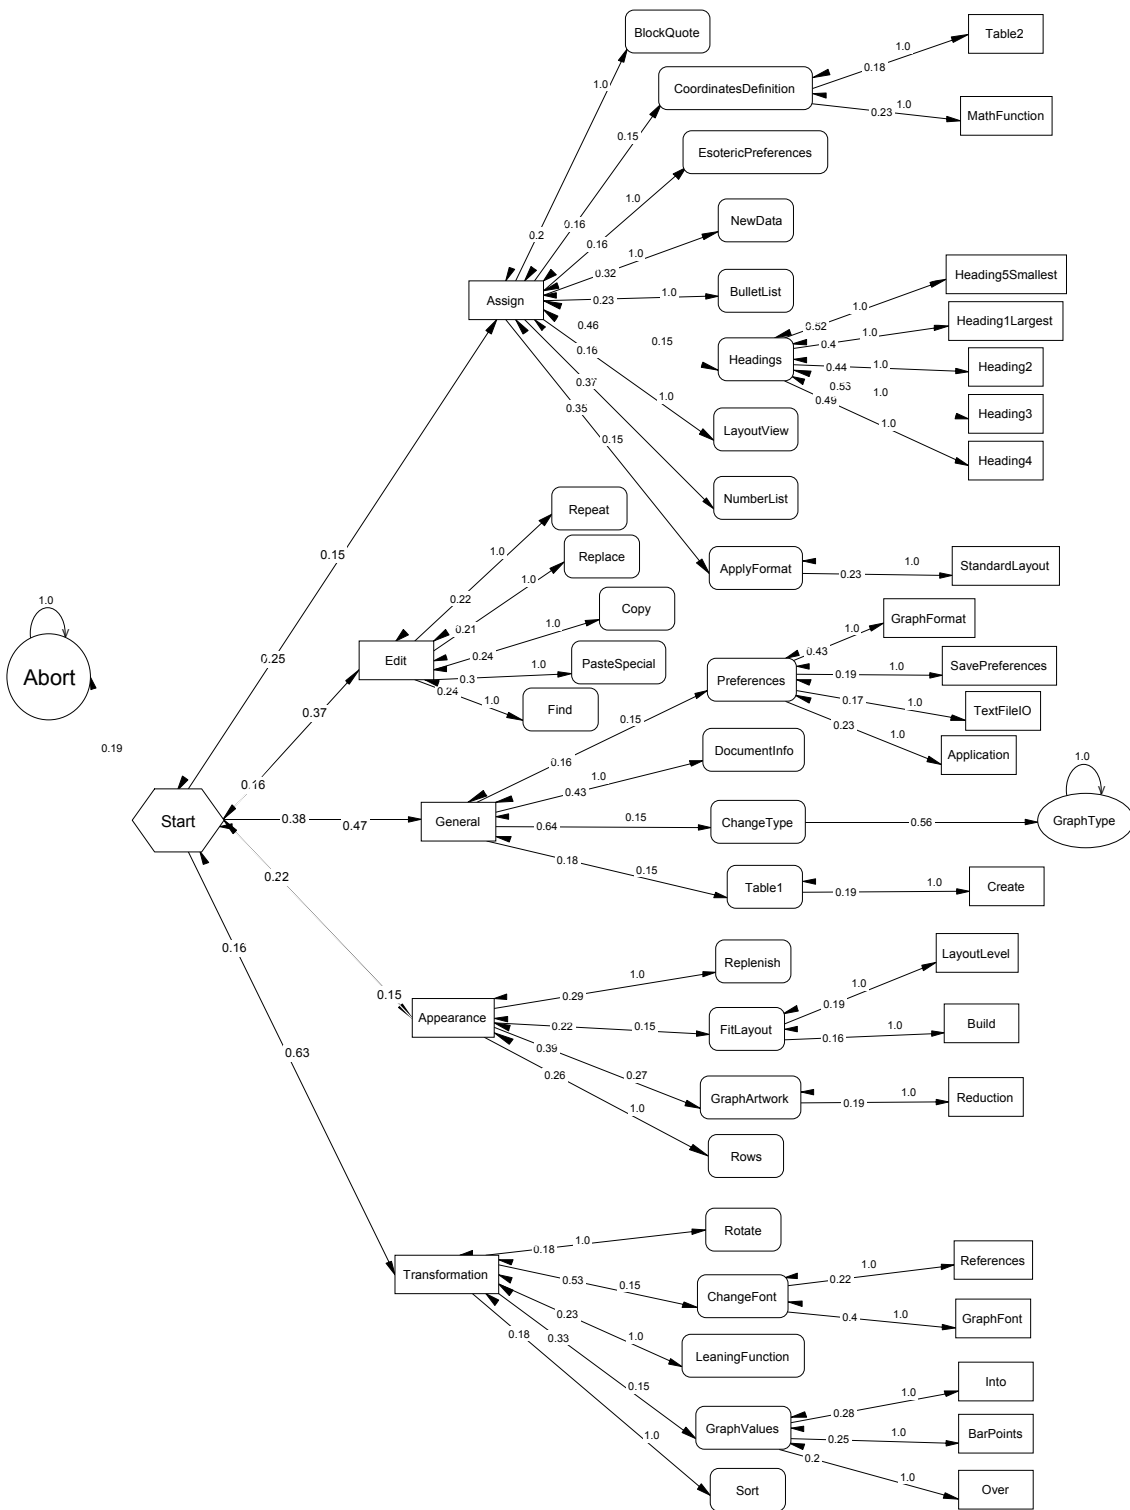 BlockQuote
1.0
Table2
0.18
CoordinatesDefinition
1.0
1.0
0.23
MathFunction
0.15
EsotericPreferences
1.0
0.16
NewData
0.2
0.16
1.0
0.32
Assign
0.23
1.0
BulletList
Heading5Smallest
0.46
0.15
0.52
1.0
Heading1Largest
0.16
0.4
1.0
Headings
0.44
1.0
Heading2
0.37
0.53
1.0
0.49
Heading3
0.35
1.0
LayoutView
1.0
0.15
Heading4
NumberList
Repeat
0.15
1.0
Replace
ApplyFormat
1.0
0.23
StandardLayout
1.0
0.22
Copy
1.0
GraphFormat
0.21
1.0
1.0
0.43
0.25
Edit
0.24
0.3
1.0
PasteSpecial
0.19
1.0
SavePreferences
Abort
Preferences
0.24
1.0
0.17
1.0
TextFileIO
Find
0.37
0.15
0.23
1.0
Application
DocumentInfo
0.19
0.16
1.0
1.0
0.16
0.43
Start
0.38
0.47
General
0.64
0.15
ChangeType
0.56
GraphType
0.18
0.15
0.22
Table1
0.19
1.0
Create
0.16
Replenish
1.0
LayoutLevel
0.15
0.29
1.0
0.19
Appearance
0.22
0.15
FitLayout
0.16
1.0
Build
0.63
0.39
0.26
0.27
GraphArtwork
0.19
1.0
Reduction
1.0
Rows
Rotate
0.18
1.0
References
Transformation
0.53
0.15
ChangeFont
0.22
1.0
0.4
1.0
GraphFont
0.23
0.18
0.33
1.0
LeaningFunction
Into
0.15
0.28
1.0
GraphValues
0.25
1.0
BarPoints
1.0
0.2
1.0
Over
Sort